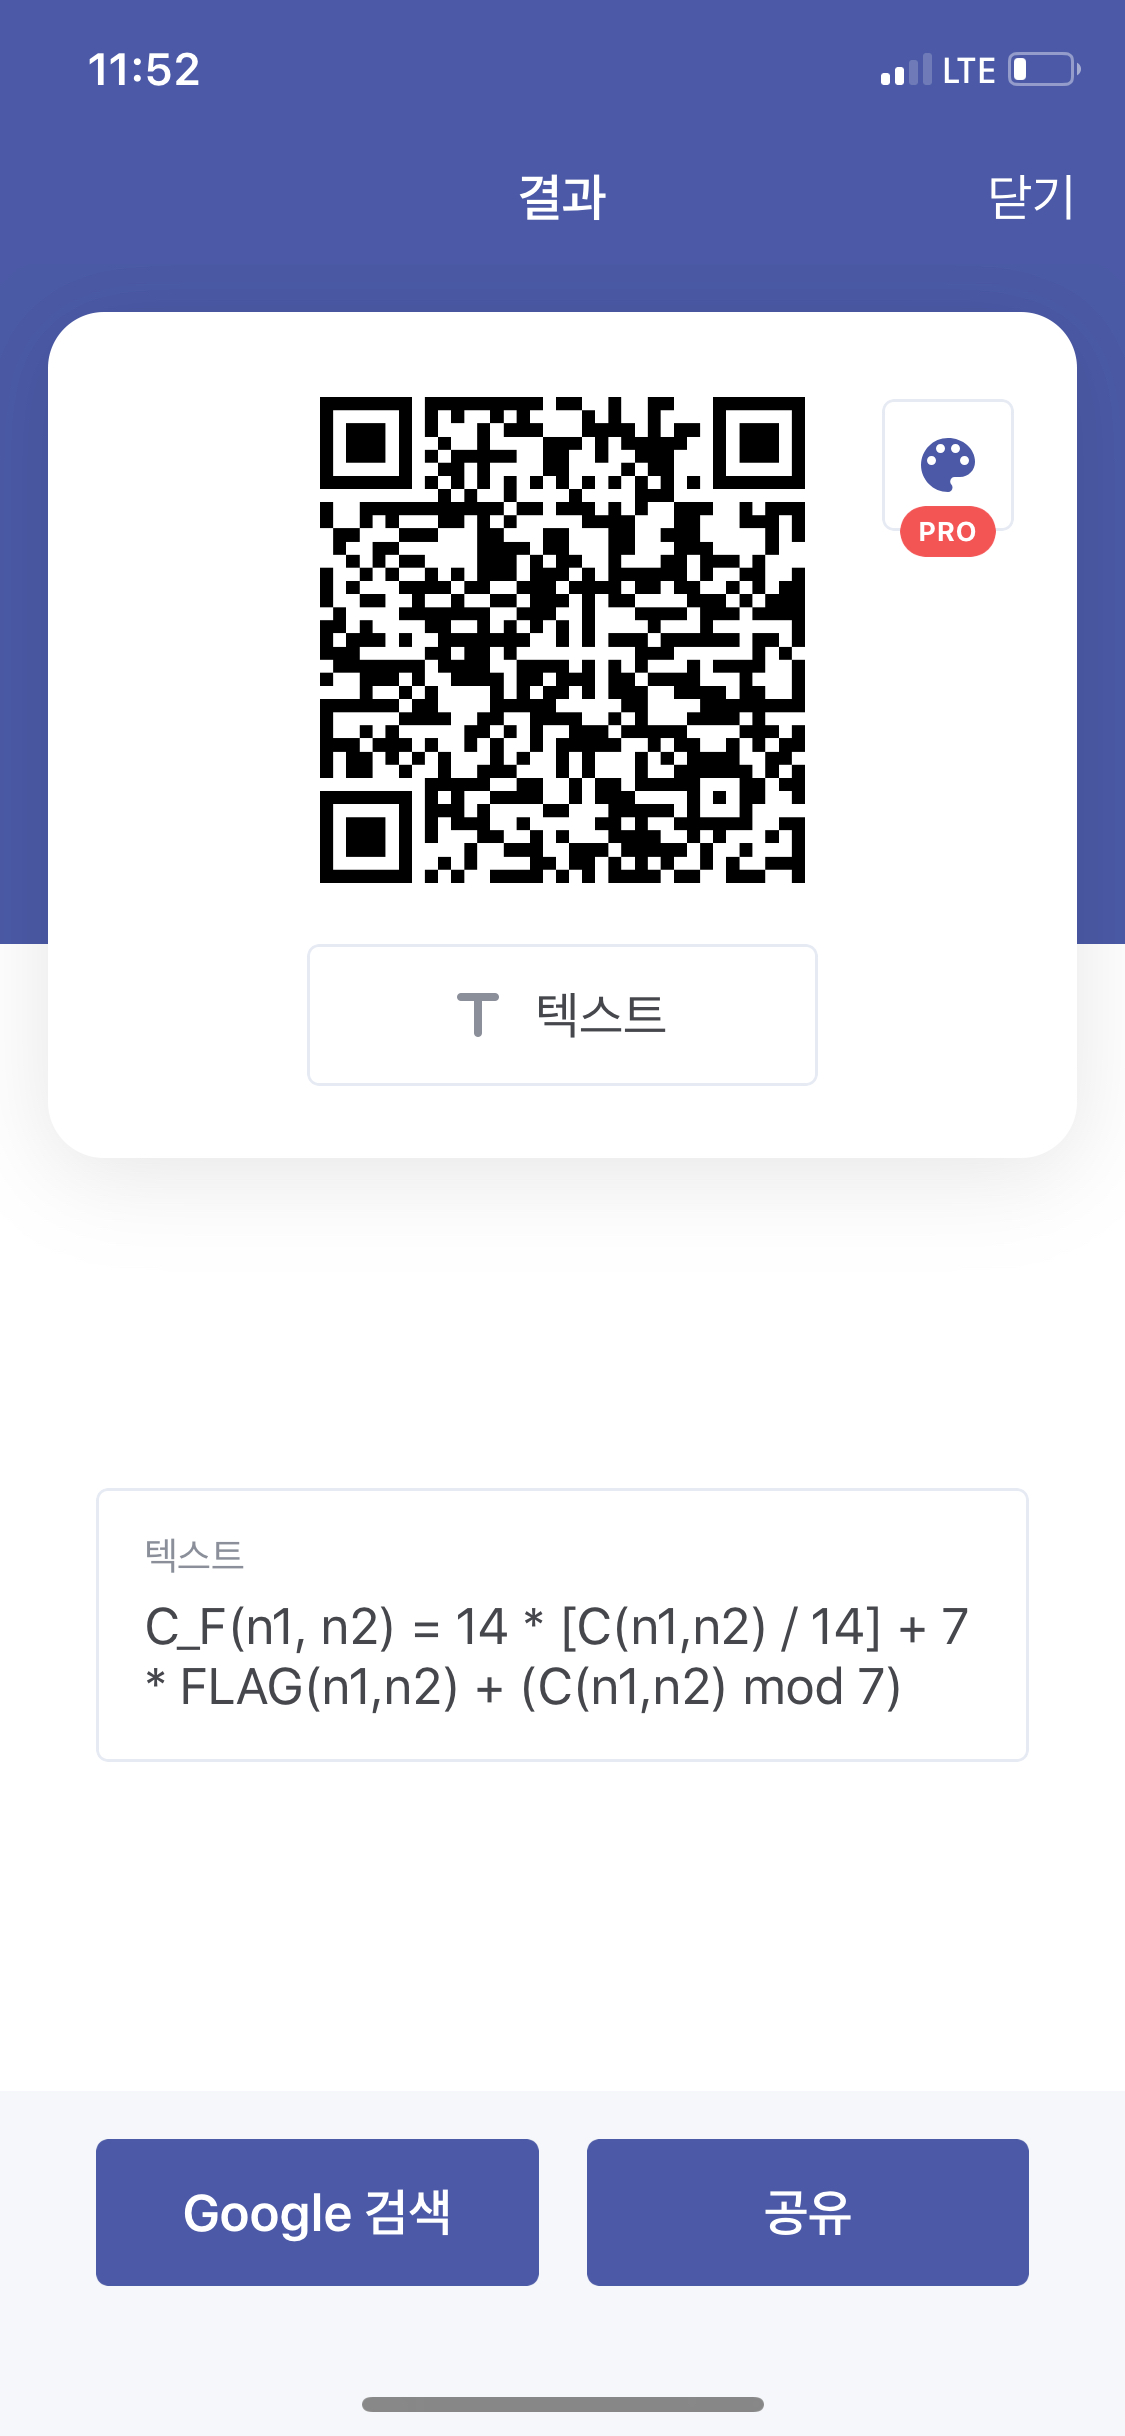 11:52
LTE
결과
닫기
PRO
텍스트
텍스트
C_F(n1, n2) = 14 * [C(n1,n2) / 14] + 7
* FLAG(n1,n2) + (C(n1,n2) mod 7)
Google 검색
공유